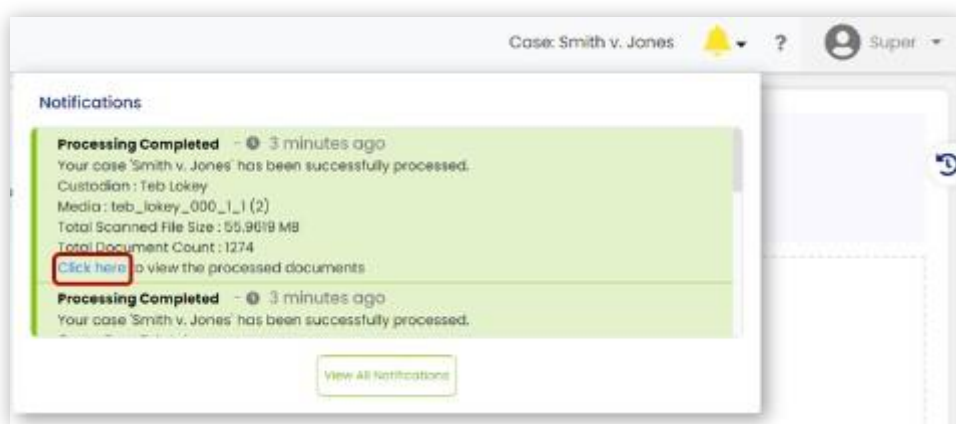 Case: Smith v. Jones ? Super
Notifications
Processing Completed - 3 minutes ago
Your case 'Smith v. Jones' has been successfully processed.
Custodian : Teb Lokey
Media : teb_lokey_000_1_1 (2)
Total Scanned File Size : 55.9619 MB
Total Document Count : 1274
Click here to view the processed documents
Processing Completed - 3 minutes ago
Your case 'Smith v. Jones' has been successfully processed.
View All Notifications